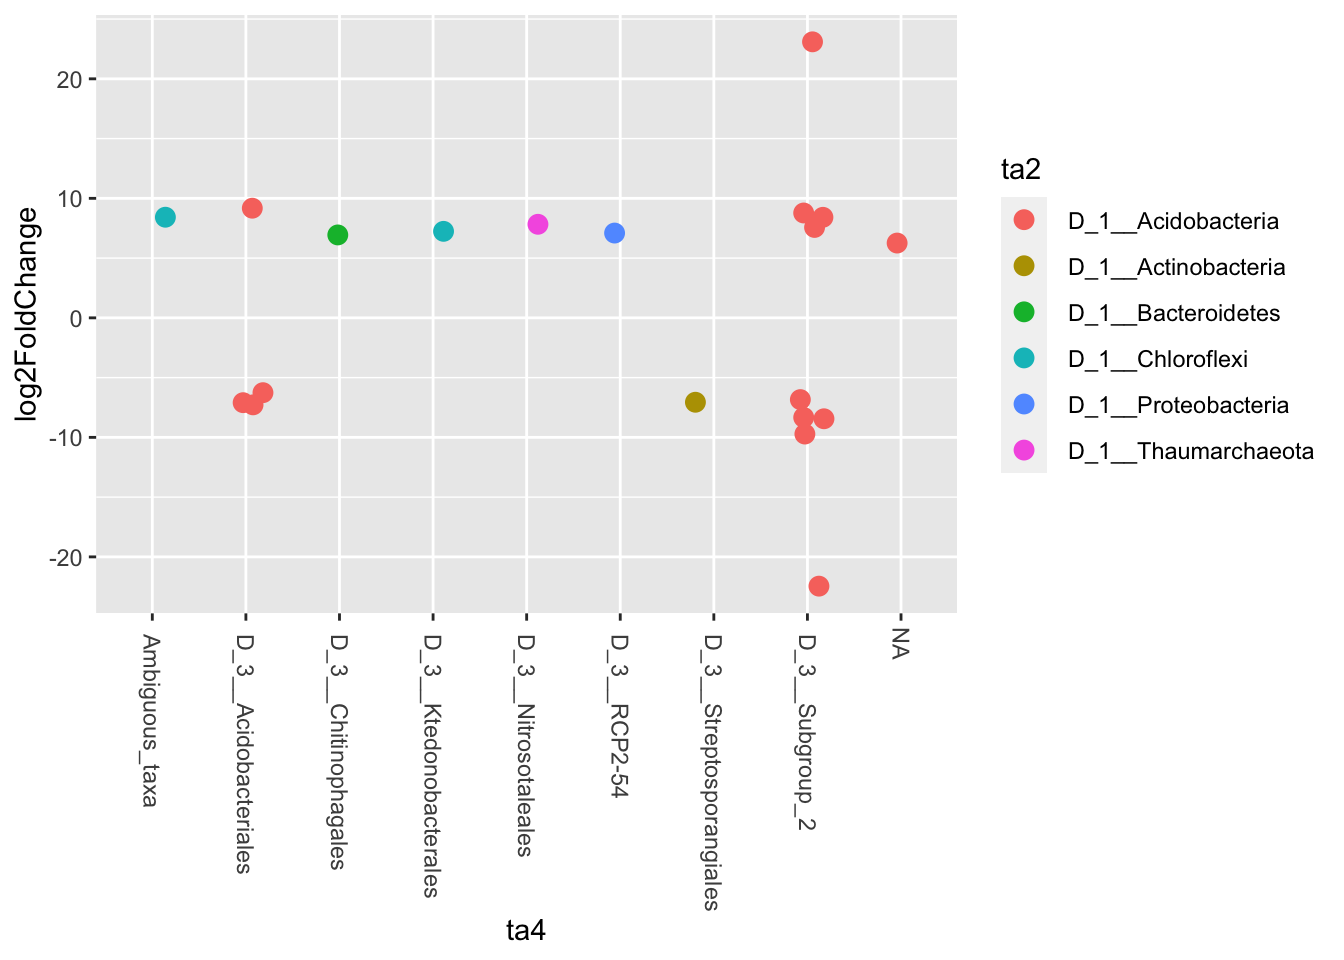 20
10
0
-10
-20
log2FoldChange
Ambiguous_taxa
D_3__Acidobacteriales
D_3__Chitinophagales
D_3__Ktedonobacterales
D_3__Nitrosotaleales
D_3__RCP2-54
D_3__Streptosporangiales
D_3__Subgroup_2
NA
ta4
ta2
D_1__Acidobacteria
D_1__Actinobacteria
D_1__Bacteroidetes
D_1__Chloroflexi
D_1__Proteobacteria
D_1__Thaumarchaeota